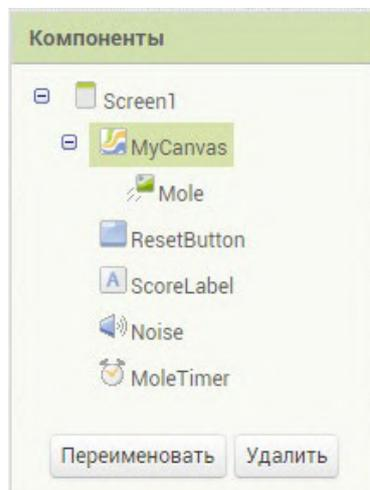 Компоненты
Screen1
MyCanvas
Mole
ResetButton
A ScoreLabel
Noise
MoleTimer
Переименовать Удалить